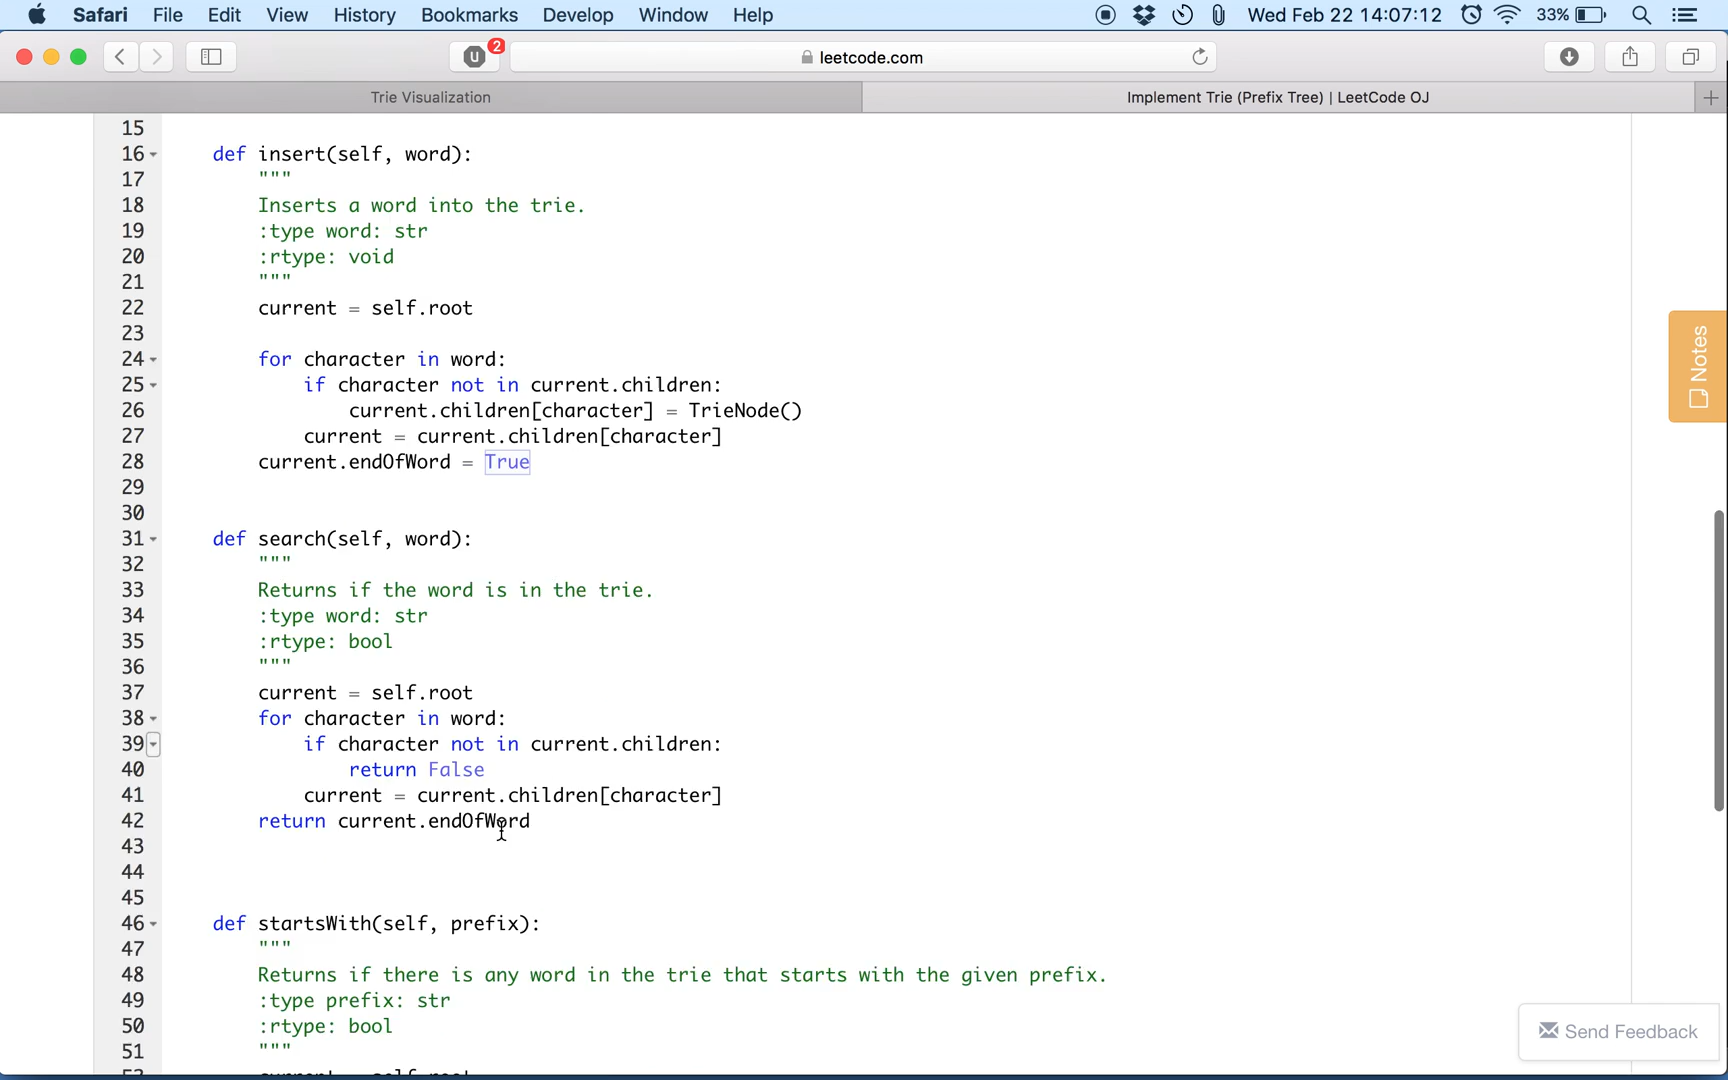 Safari File Edit View History Bookmarks Develop Window Help Wed Feb 22 14:07:12 33%
U 2 leetcode.com
Trie Visualization Implement Trie (Prefix Tree) | LeetCode OJ +
15
16 def insert(self, word):
17 """
18 Inserts a word into the trie.
19 :type word: str
20 :rtype: void
21 """
22 current = self.root
23
24 for character in word:
25 if character not in current.children:
26 current.children[character] = TrieNode()
27 current = current.children[character]
28 current.endOfWord = True
29
30
31 def search(self, word):
32 """
33 Returns if the word is in the trie.
34 :type word: str
35 :rtype: bool
36 """
37 current = self.root
38 for character in word:
39 if character not in current.children:
40 return False
41 current = current.children[character]
42 return current.endOfWord
43
44
45
46 def startsWith(self, prefix):
47 """
48 Returns if there is any word in the trie that starts with the given prefix.
49 :type prefix: str
50 :rtype: bool
51 """
Notes
Send Feedback